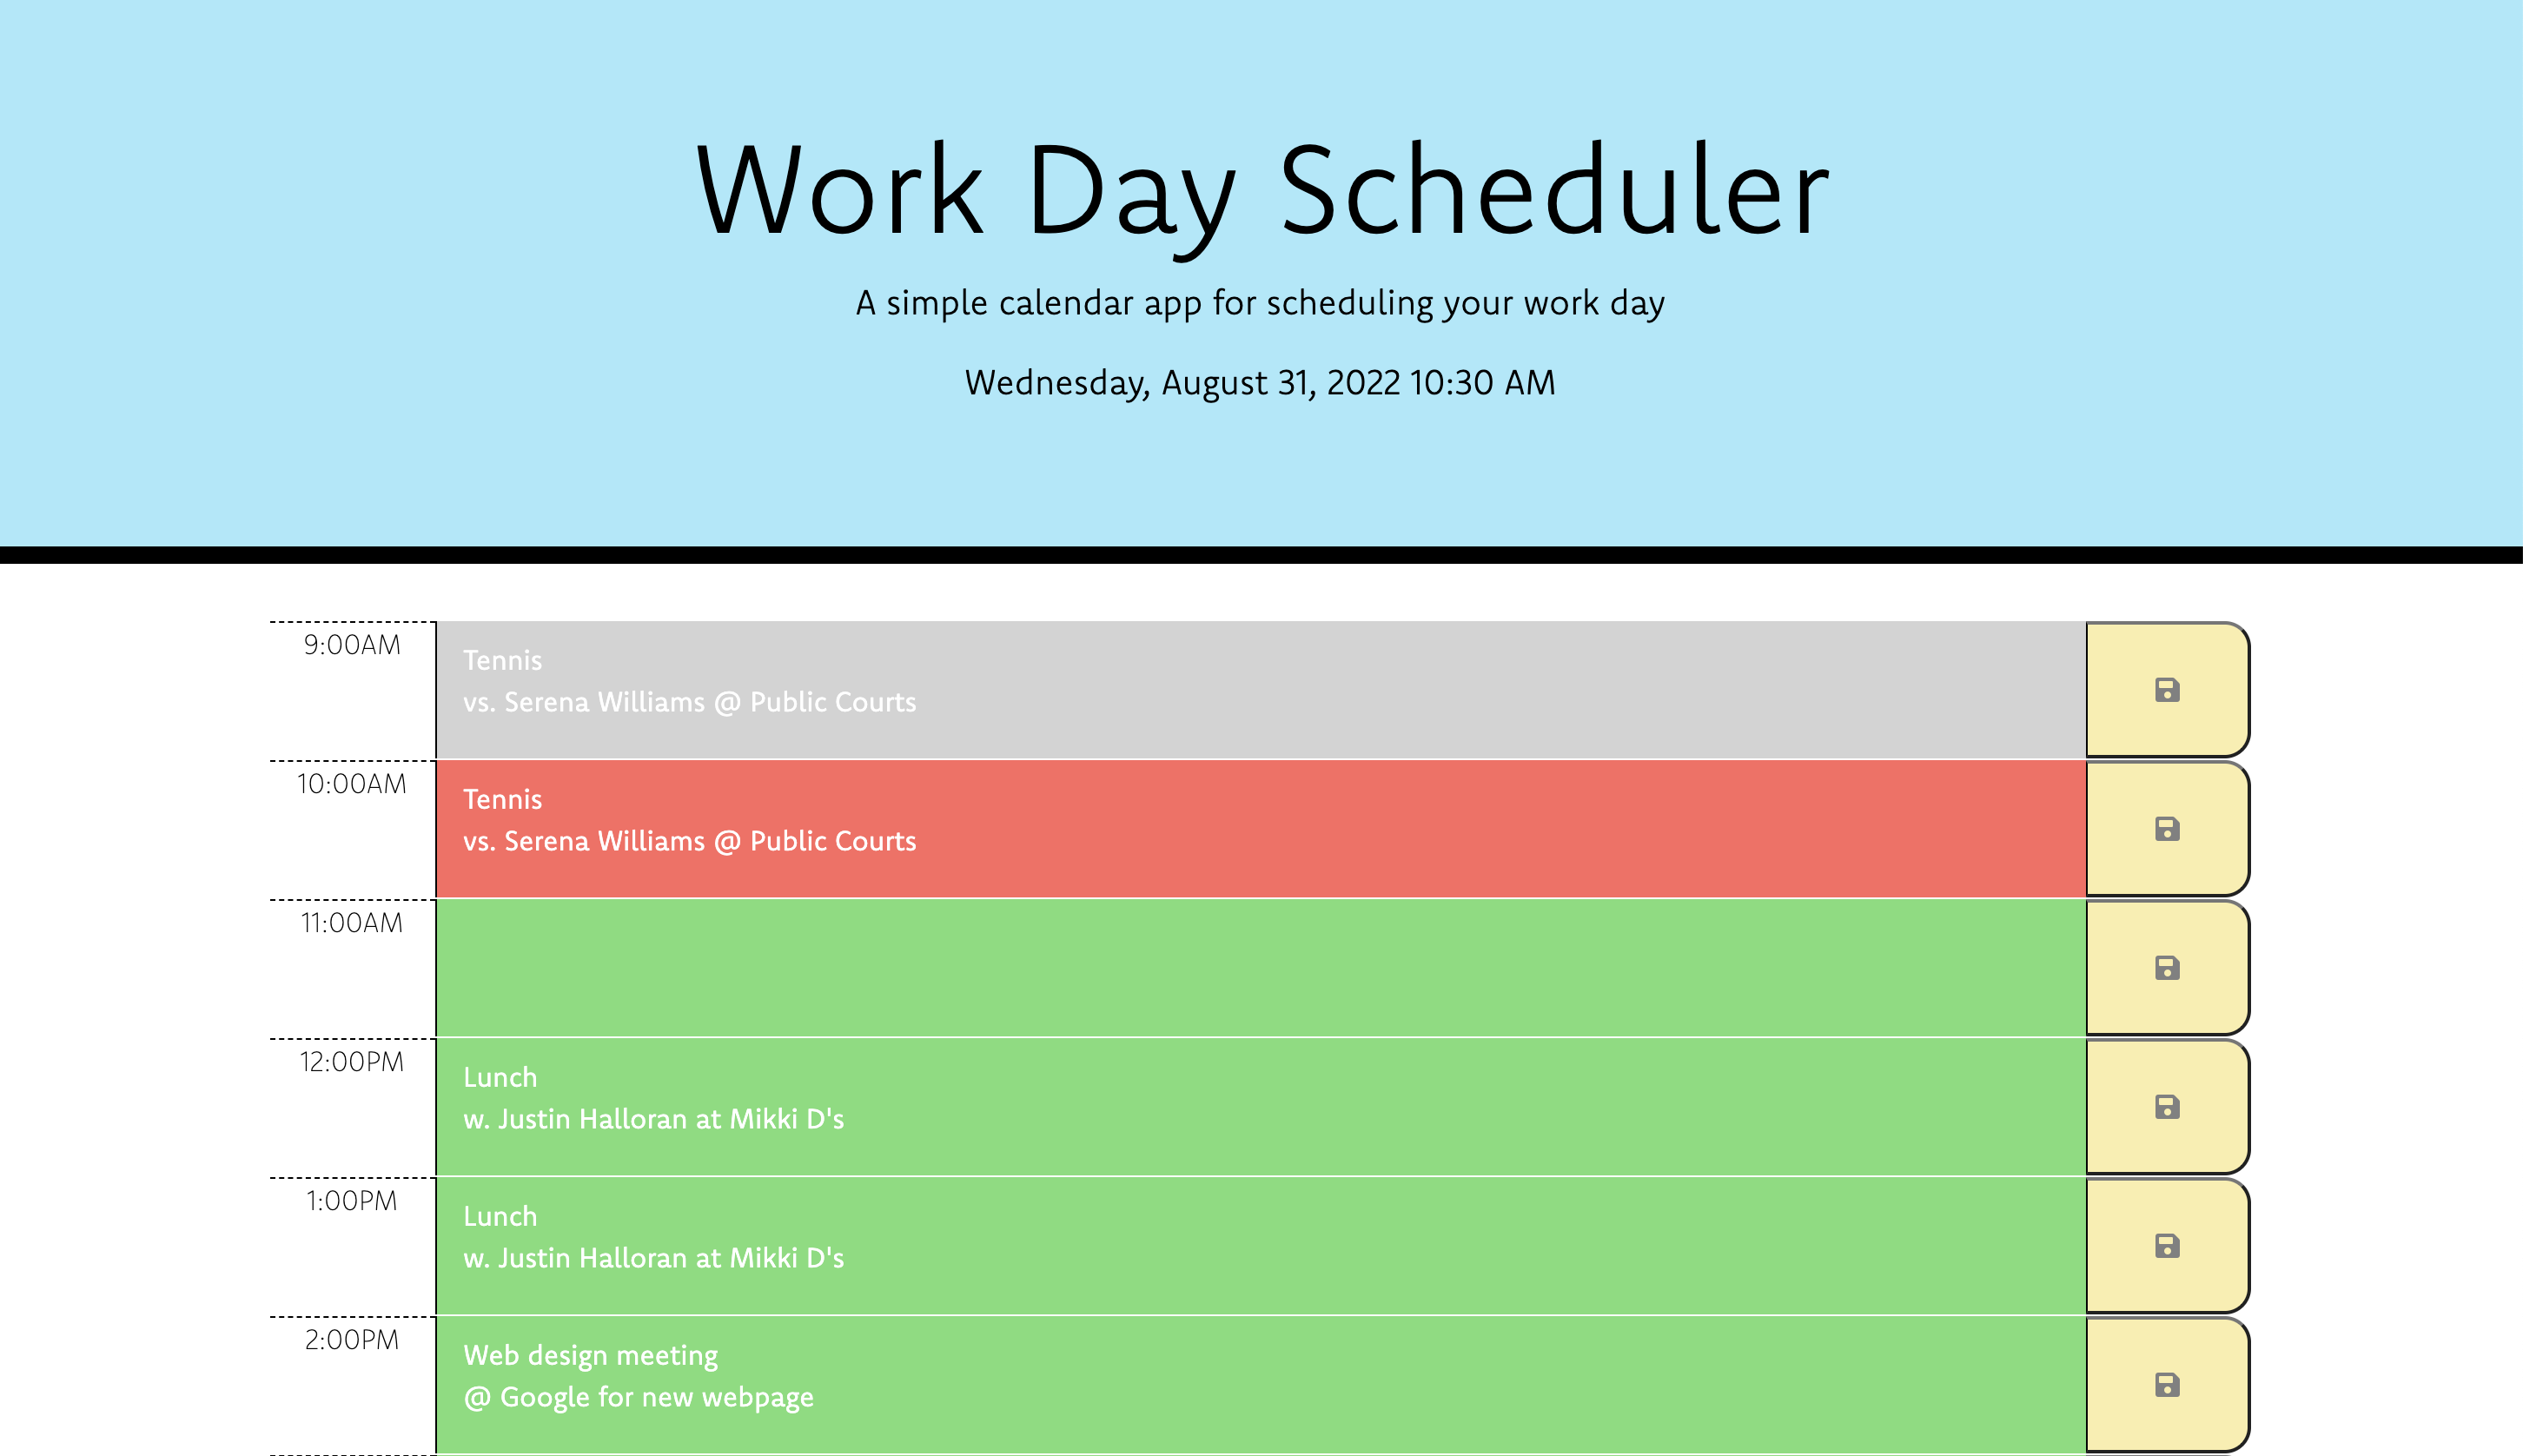 Work Day Scheduler
A simple calendar app for scheduling your work day
Wednesday, August 31, 2022 10:30 AM
9:00AM
Tennis
vs. Serena Williams @ Public Courts
10:00AM
Tennis
vs. Serena Williams @ Public Courts
11:00AM
12:00PM
Lunch
w. Justin Halloran at Mikki D's
1:00PM
Lunch
w. Justin Halloran at Mikki D's
2:00PM
Web design meeting
@ Google for new webpage